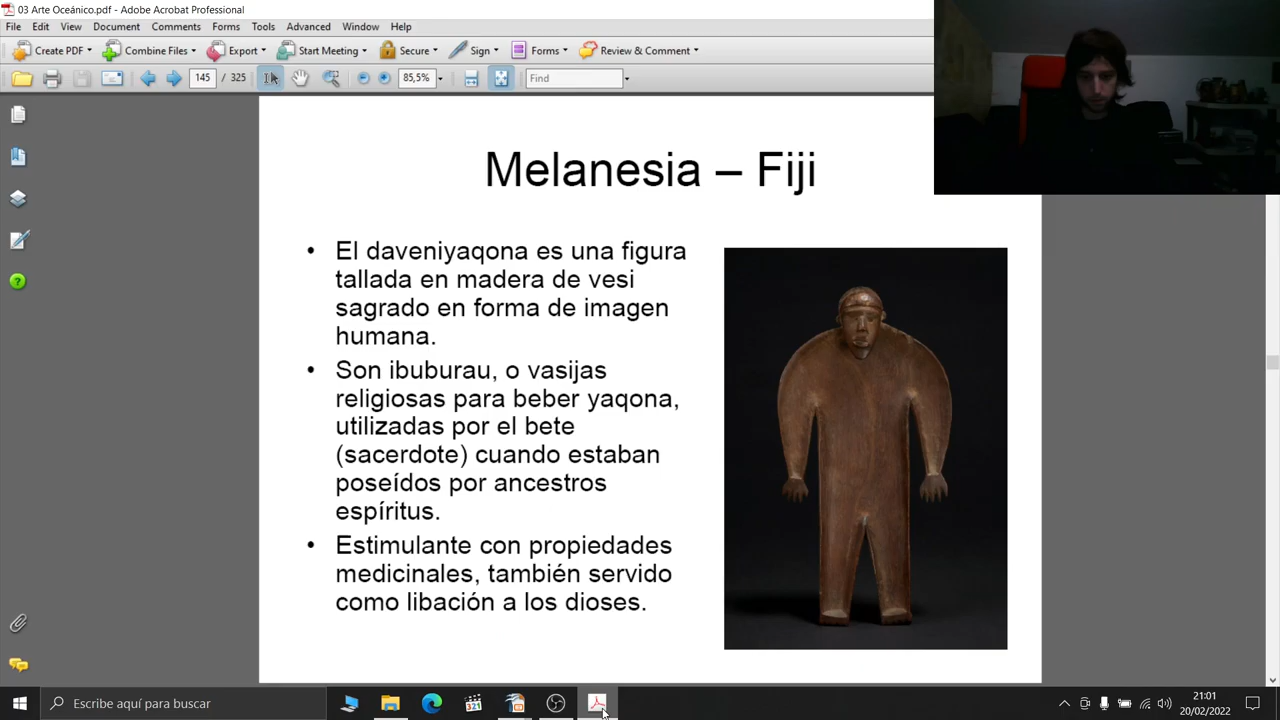 03 Arte Oceánico.pdf - Adobe Acrobat Professional
File Edit View Document Comments Forms Tools Advanced Window Help
Create PDF Combine Files Export Start Meeting Secure Sign Forms Review & Comment
145 / 325 85,5% Find
Melanesia – Fiji
• El daveniyaqona es una figura
tallada en madera de vesi
sagrado en forma de imagen
humana.
• Son ibuburau, o vasijas
religiosas para beber yaqona,
utilizadas por el bete
(sacerdote) cuando estaban
poseídos por ancestros
espíritus.
• Estimulante con propiedades
medicinales, también servido
como libación a los dioses.
Escribe aquí para buscar
321
21:01
20/02/2022